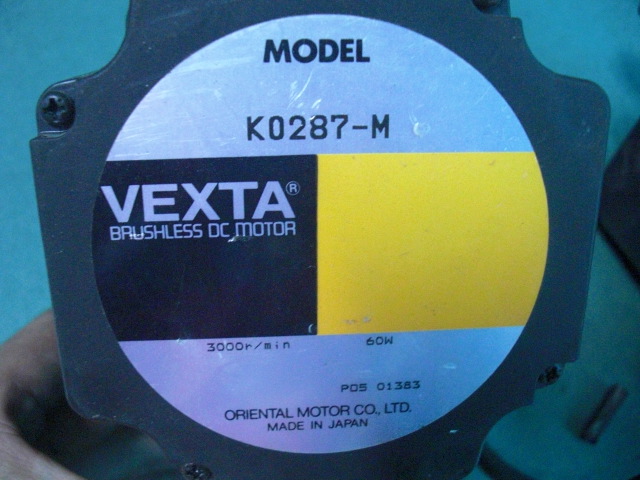 MODEL
K0287-M
VEXTA®
BRUSHLESS DC MOTOR
3000r/min 60W
P05 01383
ORIENTAL MOTOR CO., LTD.
MADE IN JAPAN